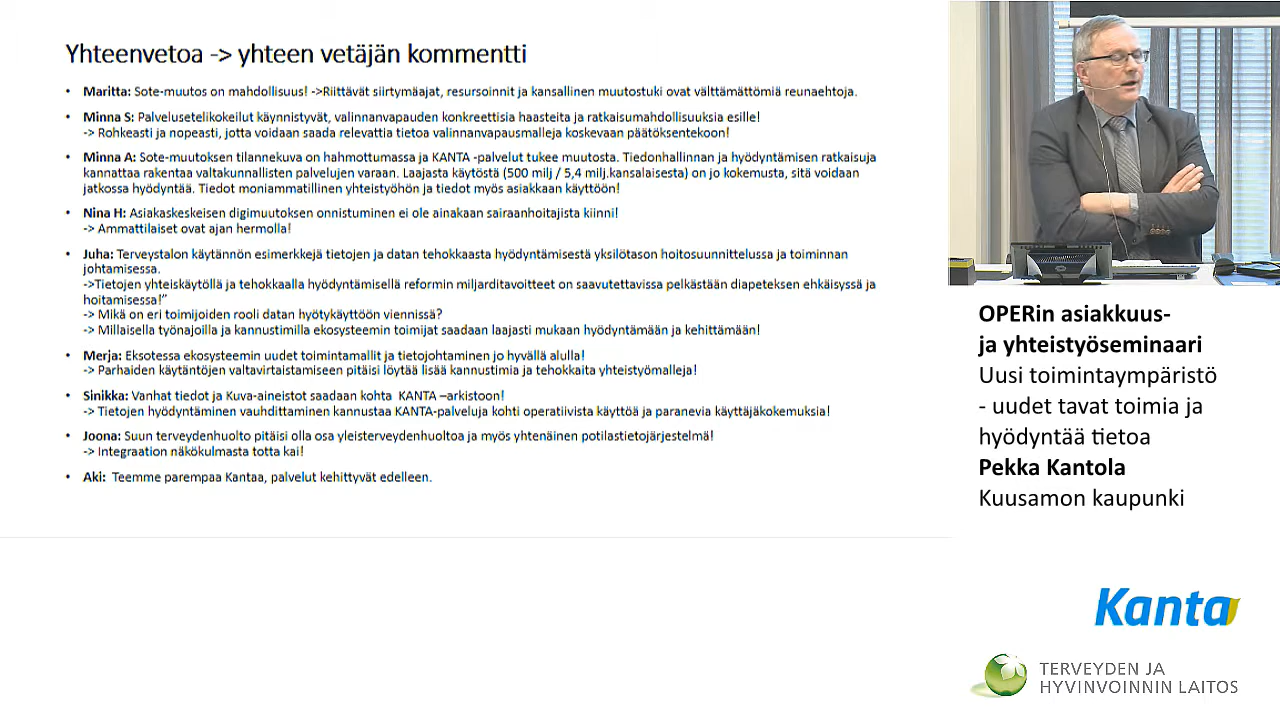 Yhteenvetoa -> yhteen vetäjän kommentti
• Maritta: Sote-muutos on mahdollisuus! ->Riittävät siirtymäajat, resursoinnit ja kansallinen muutostuki ovat välttämättömiä reunaehtoja.
• Minna S: Palvelusetelikokeilut käynnistyvät, valinnanvapauden konkreettisia haasteita ja ratkaisumahdollisuuksia esille!
-> Rohkeasti ja nopeasti, jotta voidaan saada relevattia tietoa valinnanvapausmalleja koskevaan päätöksentekoon!
• Minna A: Sote-muutoksen tilannekuva on hahmottumassa ja KANTA -palvelut tukee muutosta. Tiedonhallinnan ja hyödyntämisen ratkaisuja
kannattaa rakentaa valtakunnallisten palvelujen varaan. Laajasta käytöstä (500 milj / 5,4 milj.kansalaisesta) on jo kokemusta, sitä voidaan
jatkossa hyödyntää. Tiedot moniammatillinen yhteistyöhön ja tiedot myös asiakkaan käyttöön!
• Nina H: Asiakaskeskeisen digimuutoksen onnistuminen ei ole ainakaan sairaanhoitajista kiinni!
-> Ammattilaiset ovat ajan hermolla!
• Juha: Terveystalon käytännön esimerkkejä tietojen ja datan tehokkaasta hyödyntämisestä yksilötason hoitosuunnittelussa ja toiminnan
johtamisessa.
->Tietojen yhteiskäytöllä ja tehokkaalla hyödyntämisellä reformin miljarditavoitteet on saavutettavissa pelkästään diapeteksen ehkäisyssä ja
hoitamisessa!”
-> Mikä on eri toimijoiden rooli datan hyötykäyttöön viennissä?
-> Millaisella työnajoilla ja kannustimilla ekosysteemin toimijat saadaan laajasti mukaan hyödyntämään ja kehittämään!
• Merja: Eksotessa ekosysteemin uudet toimintamallit ja tietojohtaminen jo hyvällä alulla!
-> Parhaiden käytäntöjen valtavirtaistamiseen pitäisi löytää lisää kannustimia ja tehokkaita yhteistyömalleja!
• Sinikka: Vanhat tiedot ja Kuva-aineistot saadaan kohta KANTA –arkistoon!
-> Tietojen hyödyntäminen vauhdittaminen kannustaa KANTA-palveluja kohti operatiivista käyttöä ja paranevia käyttäjäkokemuksia!
• Joona: Suun terveydenhuolto pitäisi olla osa yleisterveydenhuoltoa ja myös yhtenäinen potilastietojärjestelmä!
-> Integraation näkökulmasta totta kai!
• Aki: Teemme parempaa Kantaa, palvelut kehittyvät edelleen.
OPERin asiakkuus-
ja yhteistyöseminaari
Uusi toimintaympäristö
- uudet tavat toimia ja
hyödyntää tietoa
Pekka Kantola
Kuusamon kaupunki
Kanta
TERVEYDEN JA
HYVINVOINNIN LAITOS